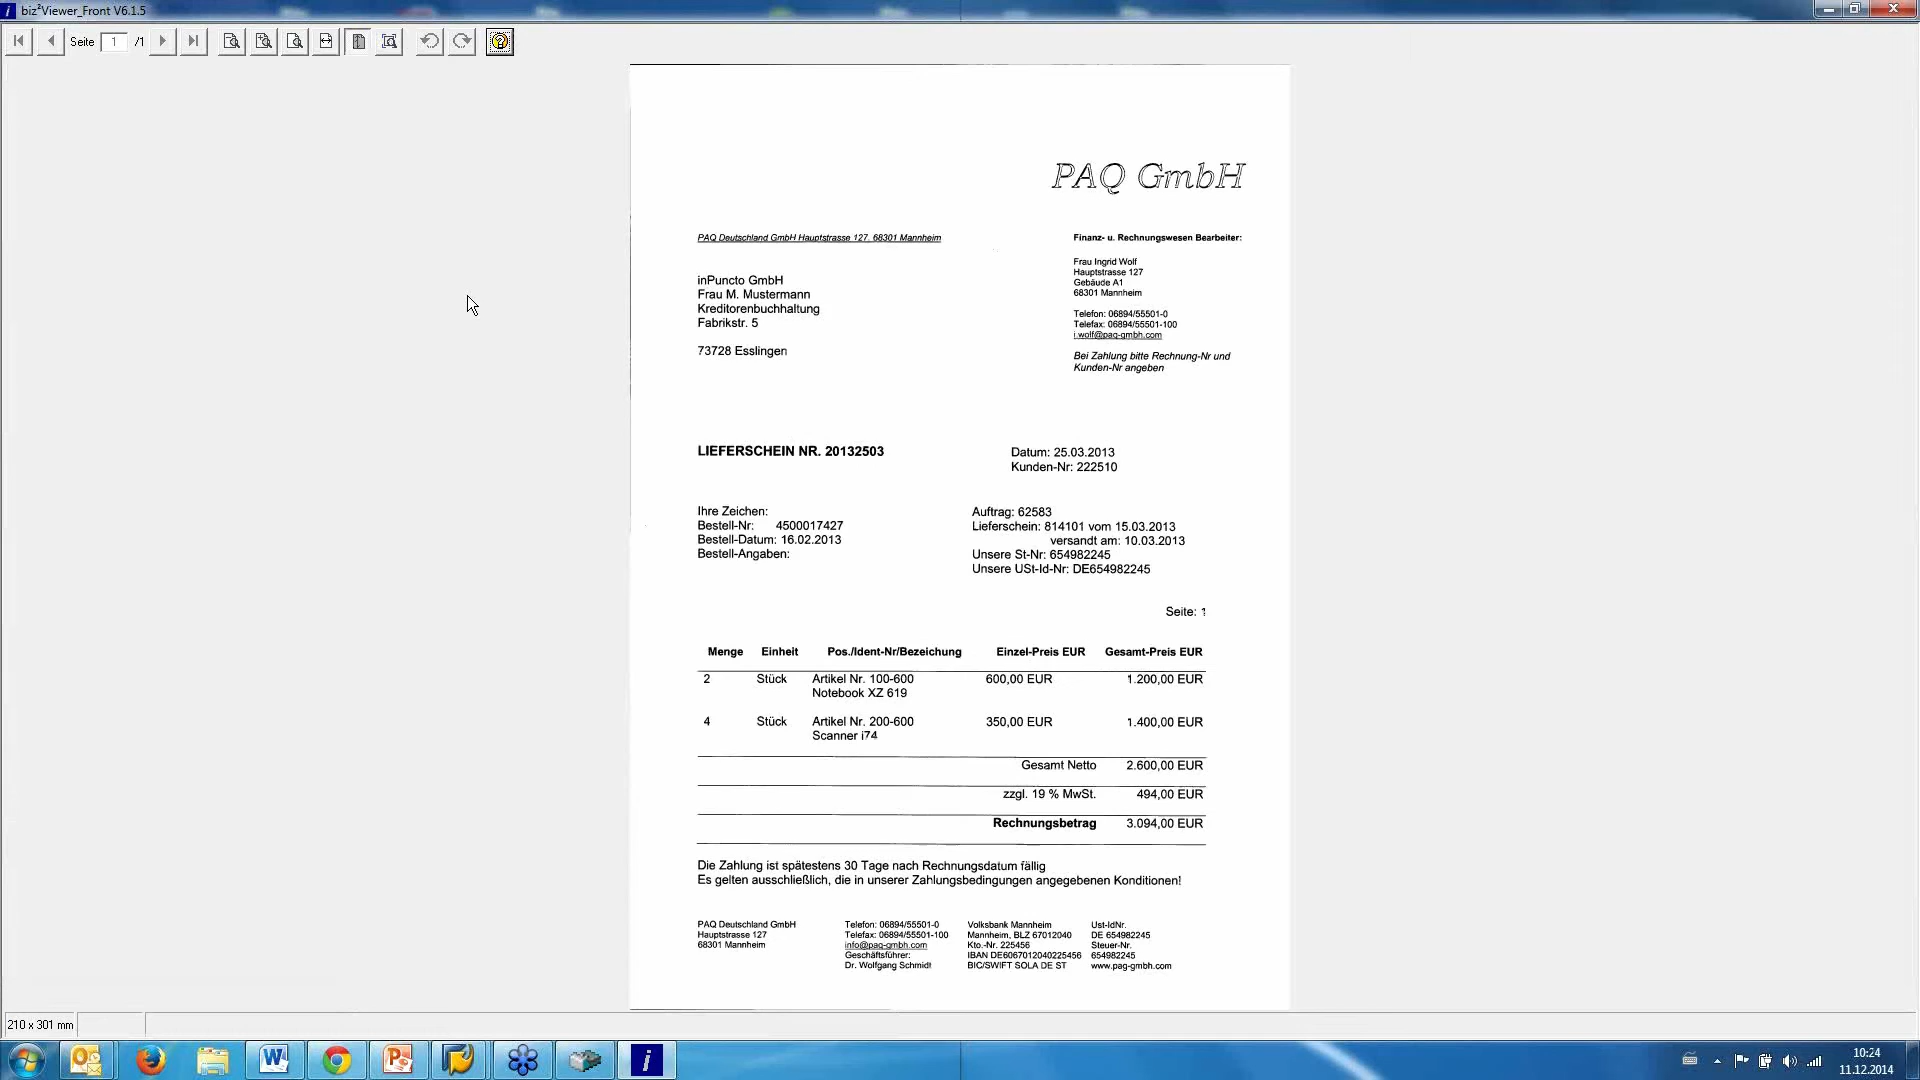 biz²Viewer_Front V6.1.5
Seite 1 /1
PAQ GmbH
PAQ Deutschland GmbH Hauptstrasse 127, 68301 Mannheim
Finanz- u. Rechnungswesen Bearbeiter:
inPuncto GmbH
Frau M. Mustermann
Kreditorenbuchhaltung
Fabrikstr. 5
73728 Esslingen
Frau Ingrid Wolf
Hauptstrasse 127
Gebäude A1
68301 Mannheim
Telefon: 06894/55501-0
Telefax: 06894/55501-100
i.wolf@paq-gmbh.com
Bei Zahlung bitte Rechnung-Nr und
Kunden-Nr angeben
LIEFERSCHEIN NR. 20132503
Datum: 25.03.2013
Kunden-Nr: 222510
Ihre Zeichen:
Bestell-Nr: 4500017427
Bestell-Datum: 16.02.2013
Bestell-Angaben:
Auftrag: 62583
Lieferschein: 814101 vom 15.03.2013
versandt am: 10.03.2013
Unsere St-Nr: 654982245
Unsere USt-Id-Nr: DE654982245
Seite: 1
Menge Einheit Pos./Ident-Nr/Bezeichung Einzel-Preis EUR Gesamt-Preis EUR
2 Stück Artikel Nr. 100-600 600,00 EUR 1.200,00 EUR
Notebook XZ 619
4 Stück Artikel Nr. 200-600 350,00 EUR 1.400,00 EUR
Scanner i74
Gesamt Netto 2.600,00 EUR
zzgl. 19 % MwSt. 494,00 EUR
Rechnungsbetrag 3.094,00 EUR
Die Zahlung ist spätestens 30 Tage nach Rechnungsdatum fällig
Es gelten ausschließlich, die in unserer Zahlungsbedingungen angegebenen Konditionen!
PAQ Deutschland GmbH
Hauptstrasse 127
68301 Mannheim
Telefon: 06894/55501-0
Telefax: 06894/55501-100
info@paq-gmbh.com
Geschäftsführer:
Dr. Wolfgang Schmidt
Volksbank Mannheim
Mannheim, BLZ 67012040
Kto.-Nr. 225456
IBAN DE6067012040225456
BIC/SWIFT SOLA DE ST
Ust-IdNr.
DE 654982245
Steuer-Nr.
654982245
www.paq-gmbh.com
210 x 301 mm
10:24
11.12.2014